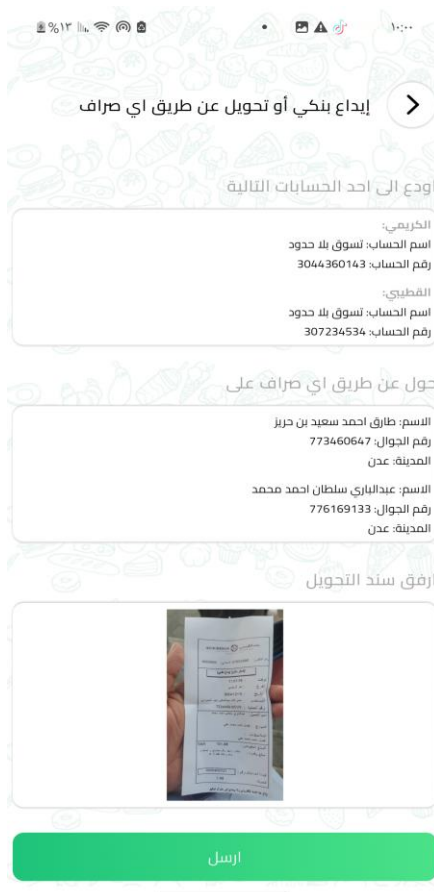 ١٠:٠٠
%١٢
إيداع بنكي أو تحويل عن طريق اي صراف
اودع الى احد الحسابات التالية
الكريمي:
اسم الحساب: تسوق بلا حدود
رقم الحساب: 3044360143
القطيبي:
اسم الحساب: تسوق بلا حدود
رقم الحساب: 307234534
حول عن طريق اي صراف على
الاسم: طارق احمد سعيد بن حريز
رقم الجوال: 773460647
المدينة: عدن
الاسم: عبدالباري سلطان احمد محمد
رقم الجوال: 776169133
المدينة: عدن
ارفق سند التحويل
ارسل